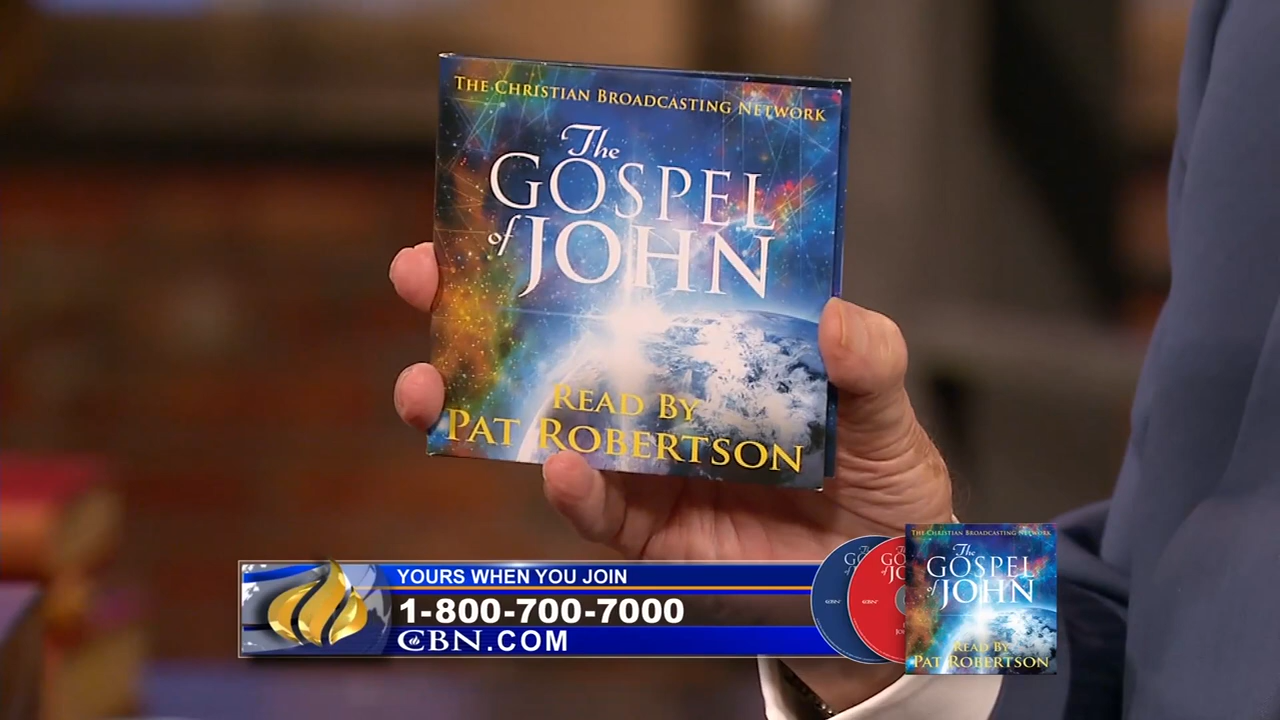 THE CHRISTIAN BROADCASTING NETWORK
The
GOSPEL
of JOHN
READ BY
PAT ROBERTSON
YOURS WHEN YOU JOIN
1-800-700-7000
CBN.COM
THE CHRISTIAN BROADCASTING NETWORK
The
GOSPEL
of JOHN
READ BY
PAT ROBERTSON